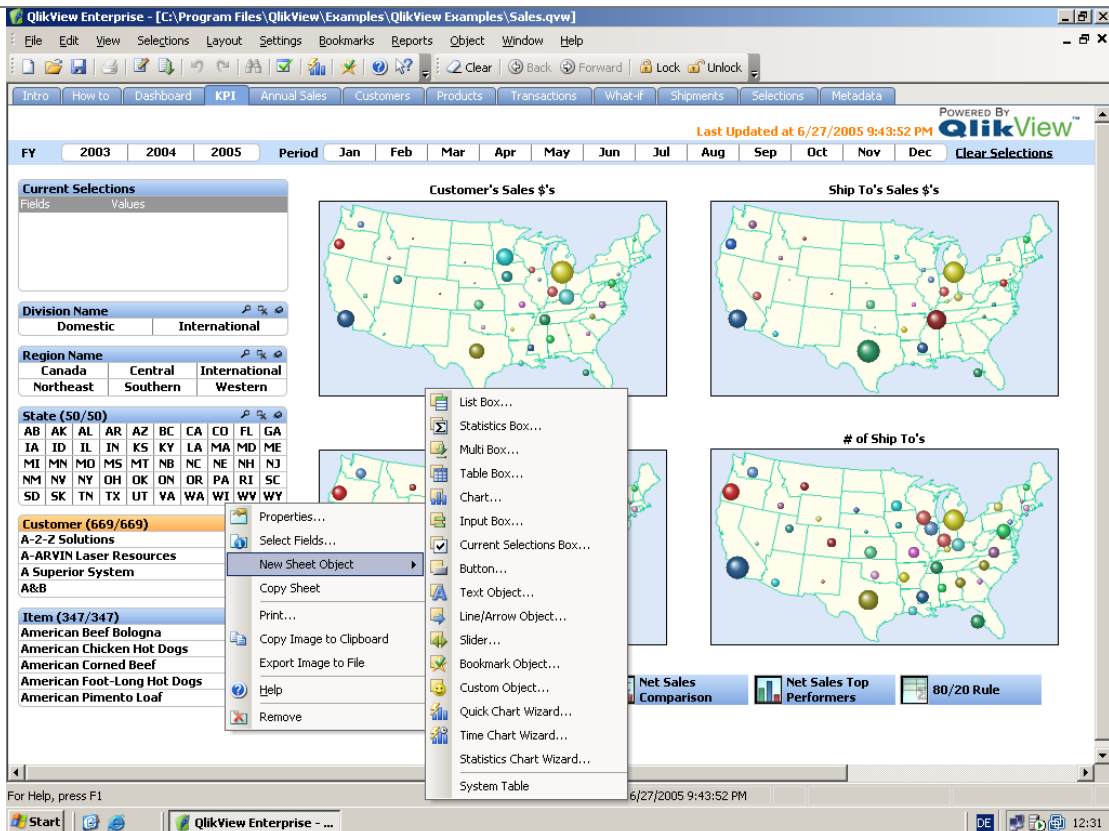 QlikView Enterprise - [C:\Program Files\QlikView\Examples\QlikView Examples\Sales.qvw]
File Edit View Selections Layout Settings Bookmarks Reports Object Window Help
Clear Back Forward Lock Unlock
Intro How to Dashboard KPI Annual Sales Customers Products Transactions What-if Shipments Selections Metadata
POWERED BY
Last Updated at 6/27/2005 9:43:52 PM QlikView™
FY 2003 2004 2005 Period Jan Feb Mar Apr May Jun Jul Aug Sep Oct Nov Dec Clear Selections
Current Selections
Fields Values
Customer's Sales $'s
Ship To's Sales $'s
Division Name
Domestic International
Region Name
Canada Central International
Northeast Southern Western
State (50/50)
AB AK AL AR AZ BC CA CO FL GA
IA ID IL IN KS KY LA MA MD ME
MI MN MO MS MT NB NC NE NH NJ
NM NV NY OH OK ON OR PA RI SC
SD SK TN TX UT VA WA WI WV WY
# of Ship To's
Customer (669/669)
A-2-Z Solutions
A-ARVIN Laser Resources
A Superior System
A&B
Item (347/347)
American Beef Bologna
American Chicken Hot Dogs
American Corned Beef
American Foot-Long Hot Dogs
American Pimento Loaf
Properties...
Select Fields...
New Sheet Object
Copy Sheet
Print...
Copy Image to Clipboard
Export Image to File
Help
Remove
List Box...
Statistics Box...
Multi Box...
Table Box...
Chart...
Input Box...
Current Selections Box...
Button...
Text Object...
Line/Arrow Object...
Slider...
Bookmark Object...
Custom Object...
Quick Chart Wizard...
Time Chart Wizard...
Statistics Chart Wizard...
System Table
Net Sales
Comparison
Net Sales Top
Performers
80/20 Rule
For Help, press F1
6/27/2005 9:43:52 PM
Start QlikView Enterprise - ... DE 12:31